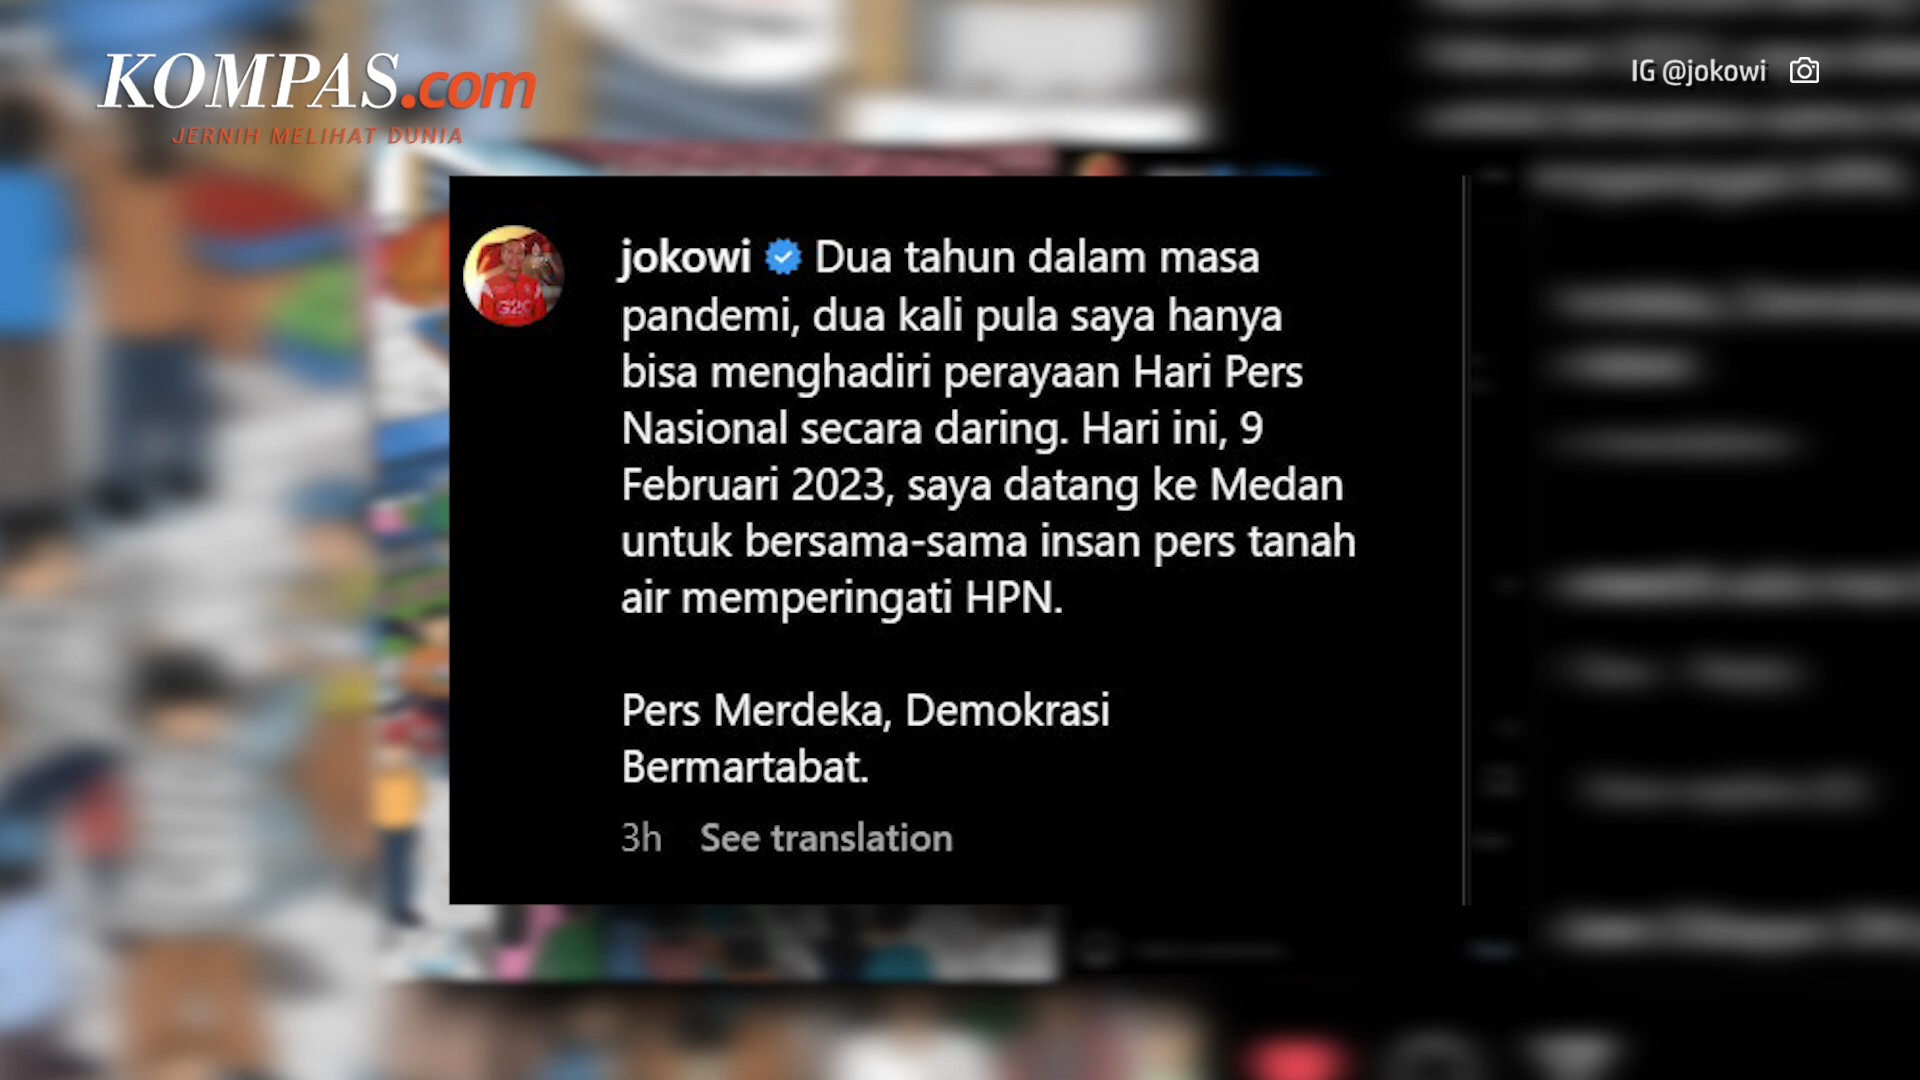 KOMPAS.com
JERNIH MELIHAT DUNIA
IG @jokowi
jokowi Dua tahun dalam masa
pandemi, dua kali pula saya hanya
bisa menghadiri perayaan Hari Pers
Nasional secara daring. Hari ini, 9
Februari 2023, saya datang ke Medan
untuk bersama-sama insan pers tanah
air memperingati HPN.
Pers Merdeka, Demokrasi
Bermartabat.
3h See translation